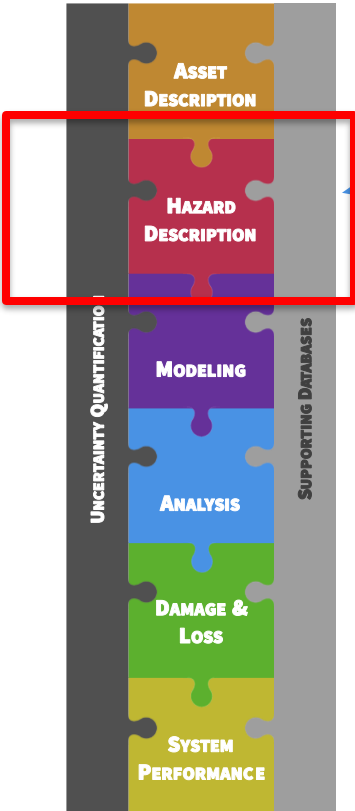 ASSET
DESCRIPTION
HAZARD
DESCRIPTION
MODELING
ANALYSIS
DAMAGE &
LOSS
SYSTEM
PERFORMANCE
UNCERTAINTY QUANTIFICATION
SUPPORTING DATABASES